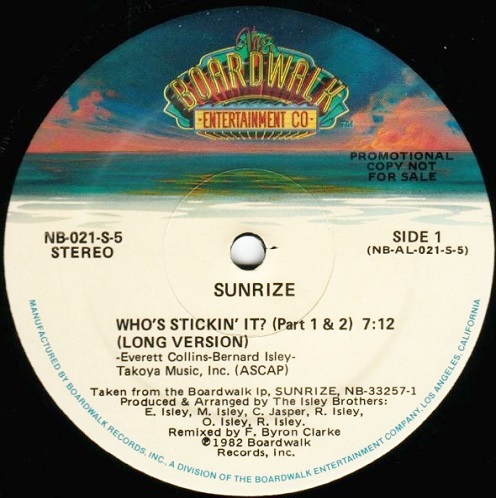 The
BOARDWALK
-ENTERTAINMENT CO-
TM
PROMOTIONAL
COPY NOT
FOR SALE
NB-021-S-5
STEREO
SIDE 1
(NB-AL-021-S-5)
SUNRIZE
WHO'S STICKIN' IT? (Part 1 & 2) 7:12
(LONG VERSION)
-Everett Collins-Bernard Isley-
Takoya Music, Inc. (ASCAP)
Taken from the Boardwalk lp, SUNRIZE, NB-33257-1
Produced & Arranged by The Isley Brothers:
E. Isley, M. Isley, C. Jasper, R. Isley,
O. Isley, R. Isley.
Remixed by F. Byron Clarke
℗1982 Boardwalk
Records, Inc.
MANUFACTURED BY BOARDWALK RECORDS, INC. A DIVISION OF THE BOARDWALK ENTERTAINMENT COMPANY, LOS ANGELES, CALIFORNIA